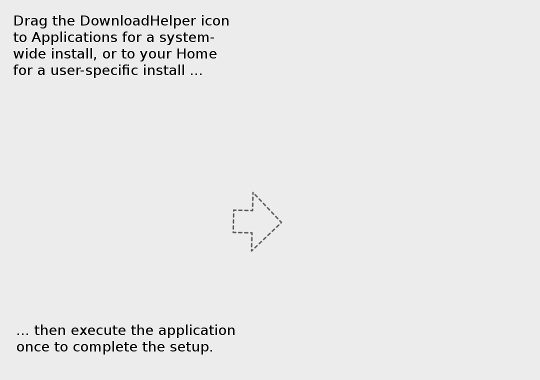 Drag the DownloadHelper icon
to Applications for a system-
wide install, or to your Home
for a user-specific install ...
... then execute the application
once to complete the setup.